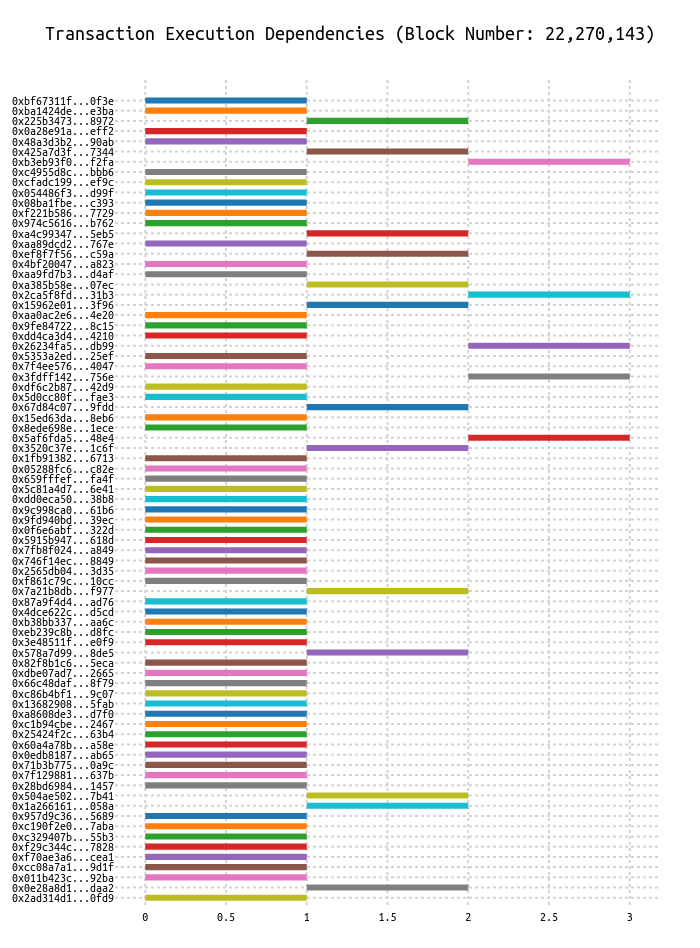 Transaction Execution Dependencies (Block Number: 22,270,143)
0xbf67311f...0f3e
0xba1424de...e3ba
0x225b3473...8972
0x0a28e91a...eff2
0x48a3d3b2...90ab
0x425a7d3f...7344
0xb3eb93f0...f2fa
0xc4955d8c...bbb6
0xcfadc199...ef9c
0x054486f3...d99f
0x08ba1fbe...c393
0xf221b586...7729
0x974c5616...b762
0xa4c99347...5eb5
0xaa89dcd2...767e
0xef8f7f56...c59a
0x4bf20047...a823
0xaa9fd7b3...d4af
0xa385b58e...07ec
0x2ca5f8fd...31b3
0x15962e01...3f96
0xaa0ac2e6...4e20
0x9fe84722...8c15
0xdd4ca3d4...4210
0x26234fa5...db99
0x5353a2ed...25ef
0x7f4ee576...4047
0x3fdff142...756e
0xdf6c2b87...42d9
0x5d0cc80f...fae3
0x67d84c07...9fdd
0x15ed63da...8eb6
0x8ede698e...1ece
0x5af6fda5...48e4
0x3520c37e...1c6f
0x1fb91382...6713
0x05288fc6...c82e
0x659fffef...fa4f
0x5c81a4d7...6e41
0xdd0eca50...38b8
0x9c998ca0...61b6
0x9fd940bd...39ec
0x0f6e6abf...322d
0x5915b947...618d
0x7fb8f024...a849
0x746f14ec...8849
0x2565db04...3d35
0xf861c79c...10cc
0x7a21b8db...f977
0x87a9f4d4...ad76
0x4dce622c...d5cd
0xb38bb337...aa6c
0xeb239c8b...d8fc
0x3e48511f...e0f9
0x578a7d99...8de5
0x82f8b1c6...5eca
0xdbe07ad7...2665
0x66c48daf...8f79
0xc86b4bf1...9c07
0x13682908...5fab
0xa8608de3...d7f0
0xc1b94cbe...2467
0x25424f2c...63b4
0x60a4a78b...a58e
0x0edb8187...ab65
0x71b3b775...0a9c
0x7f129881...637b
0x28bd6984...1457
0x504ae502...7b41
0x1a266161...058a
0x957d9c36...5689
0xc190f2e0...7aba
0xc329407b...55b3
0xf29c344c...7828
0xf70ae3a6...cea1
0xcc08a7a1...9d1f
0x011b423c...92ba
0x0e28a8d1...daa2
0x2ad314d1...0fd9
0 0.5 1 1.5 2 2.5 3